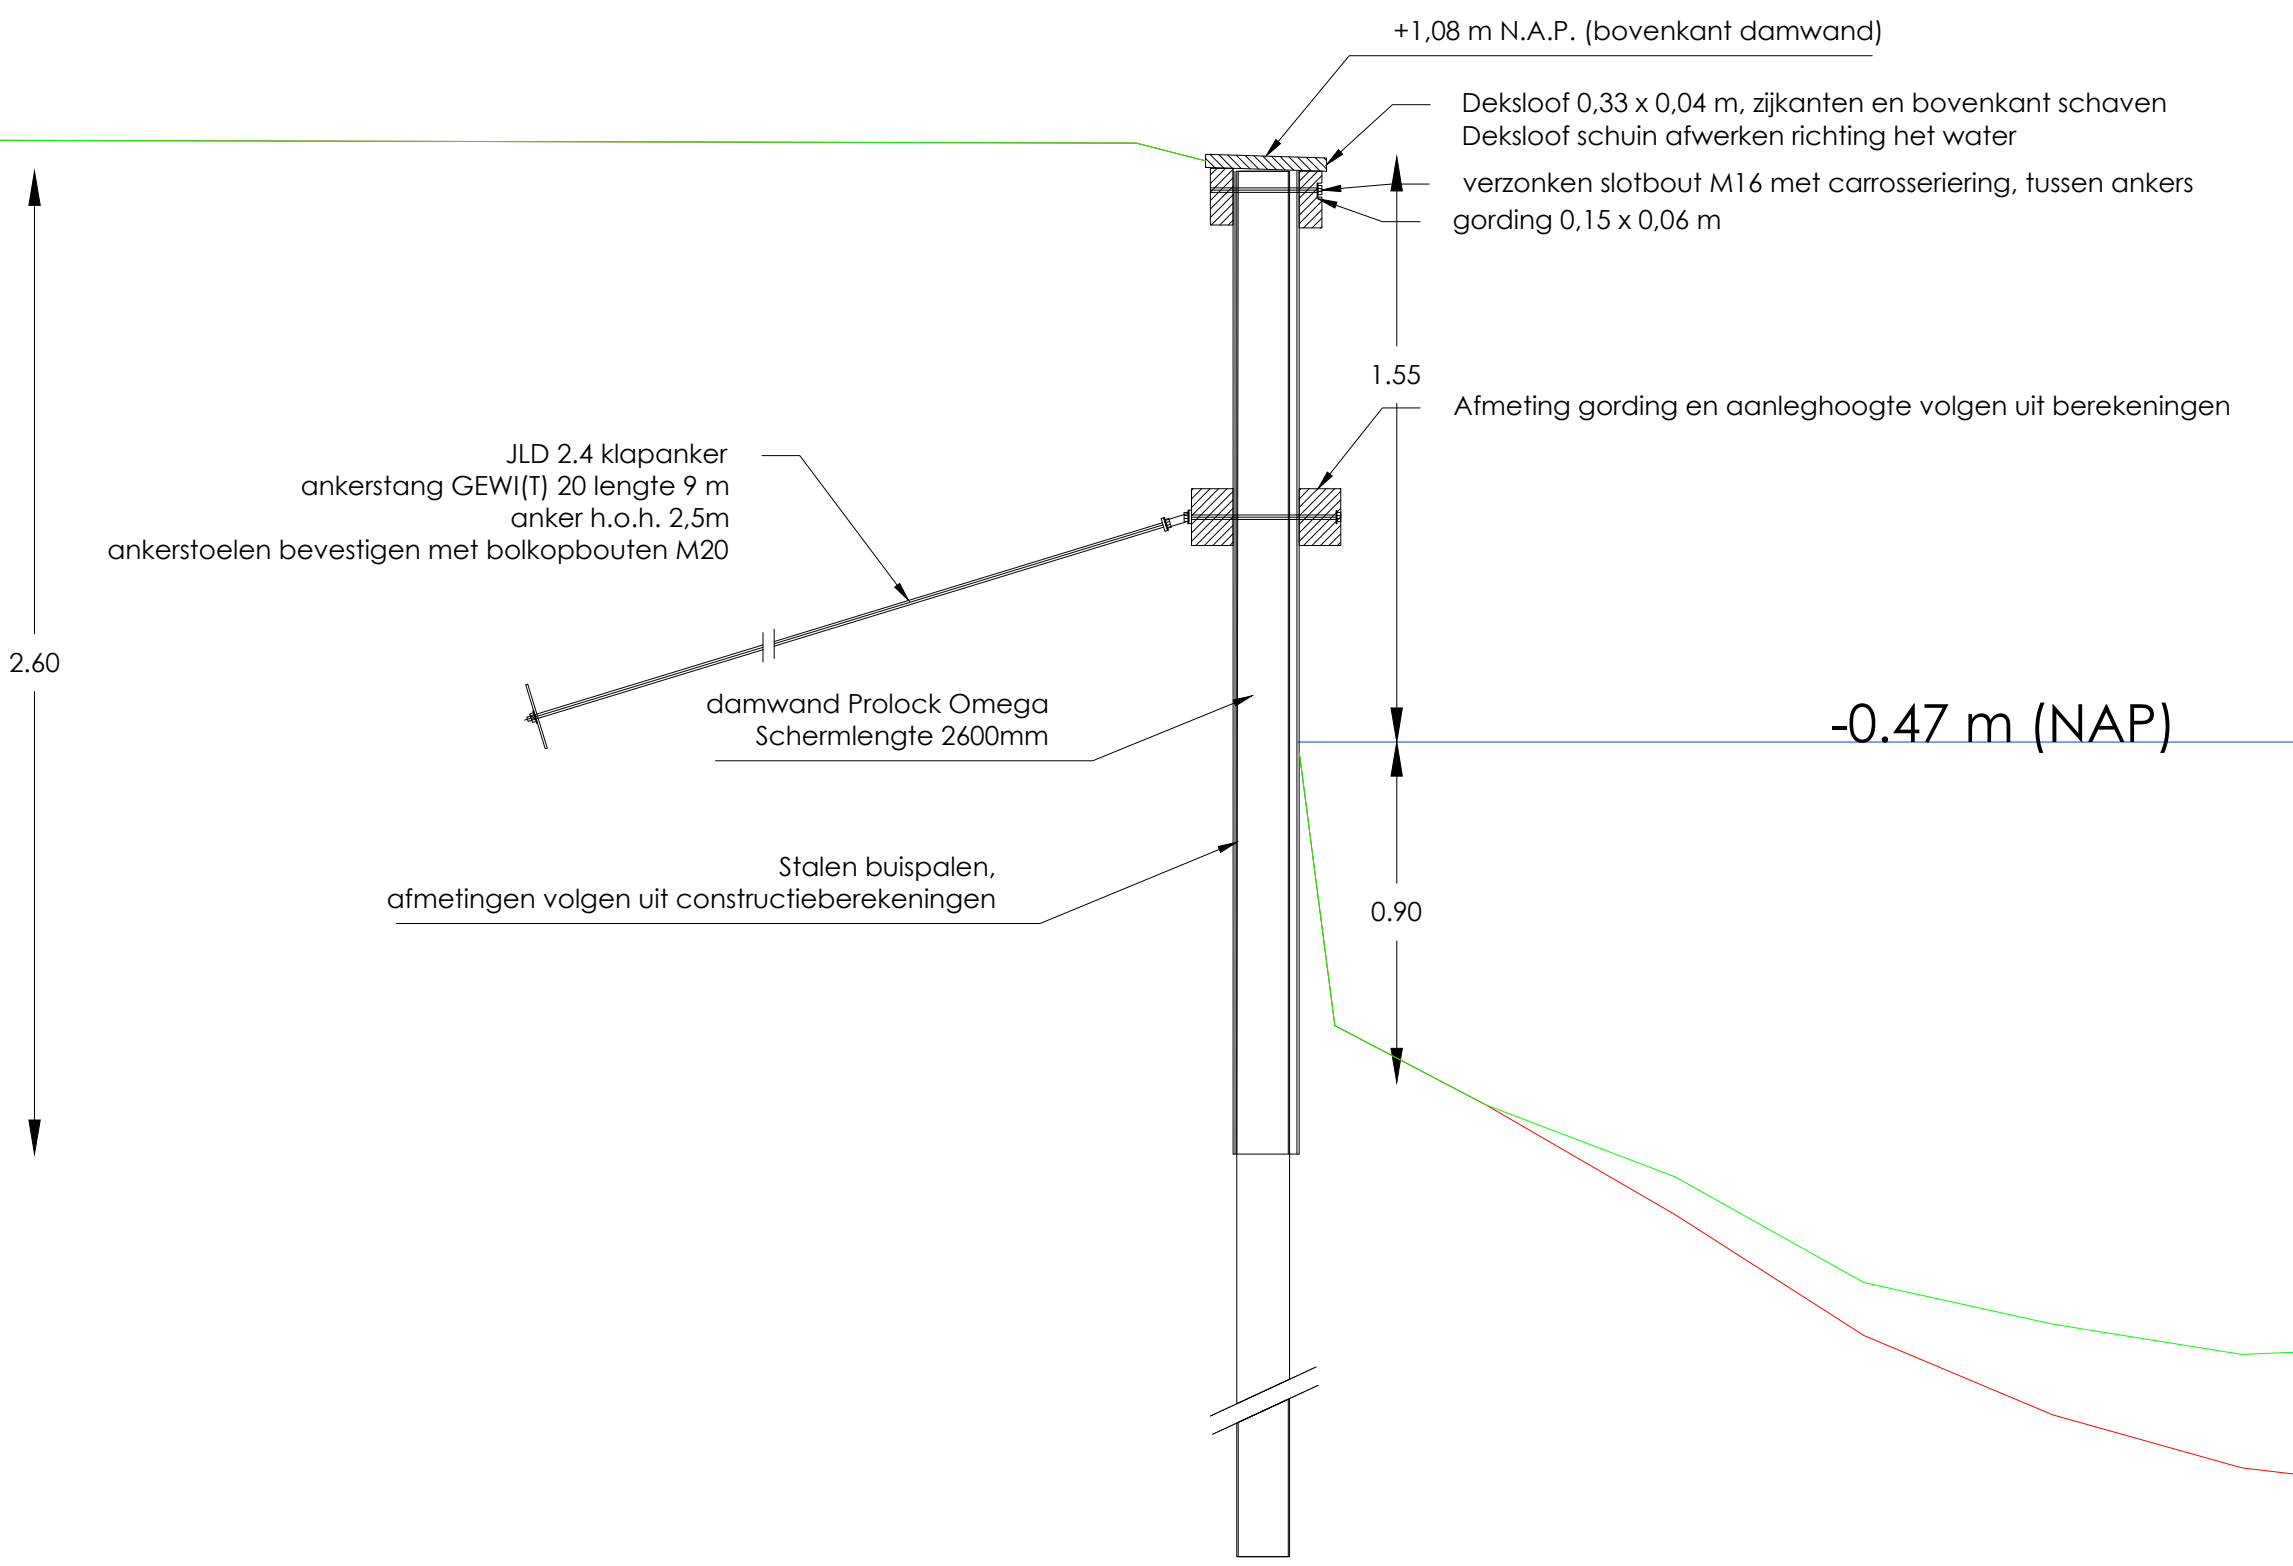 +1,08 m N.A.P. (bovenkant damwand)
Deksloof 0,33 x 0,04 m, zijkanten en bovenkant schaven
Deksloof schuin afwerken richting het water
verzonken slotbout M16 met carrosseriering, tussen ankers
gording 0,15 x 0,06 m
1.55
Afmeting gording en aanleghoogte volgen uit berekeningen
JLD 2.4 klapanker
ankerstang GEWI(T) 20 lengte 9 m
anker h.o.h. 2,5m
ankerstoelen bevestigen met bolkopbouten M20
2.60
damwand Prolock Omega
Schermlengte 2600mm
-0.47 m (NAP)
Stalen buispalen,
afmetingen volgen uit constructieberekeningen
0.90